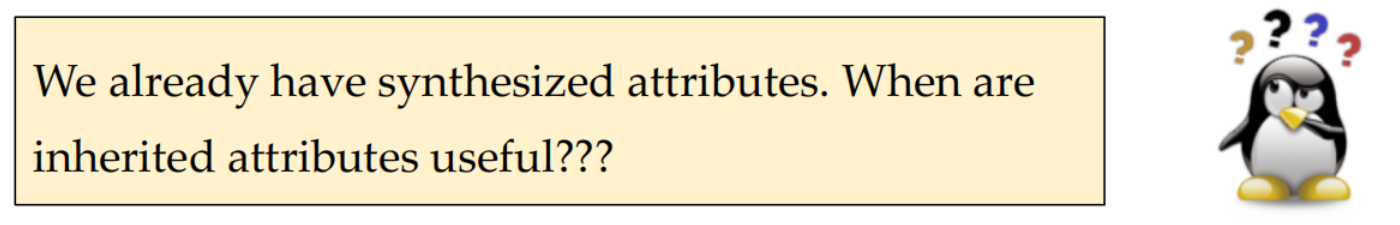 We already have synthesized attributes. When are
inherited attributes useful???
? ? ? ?